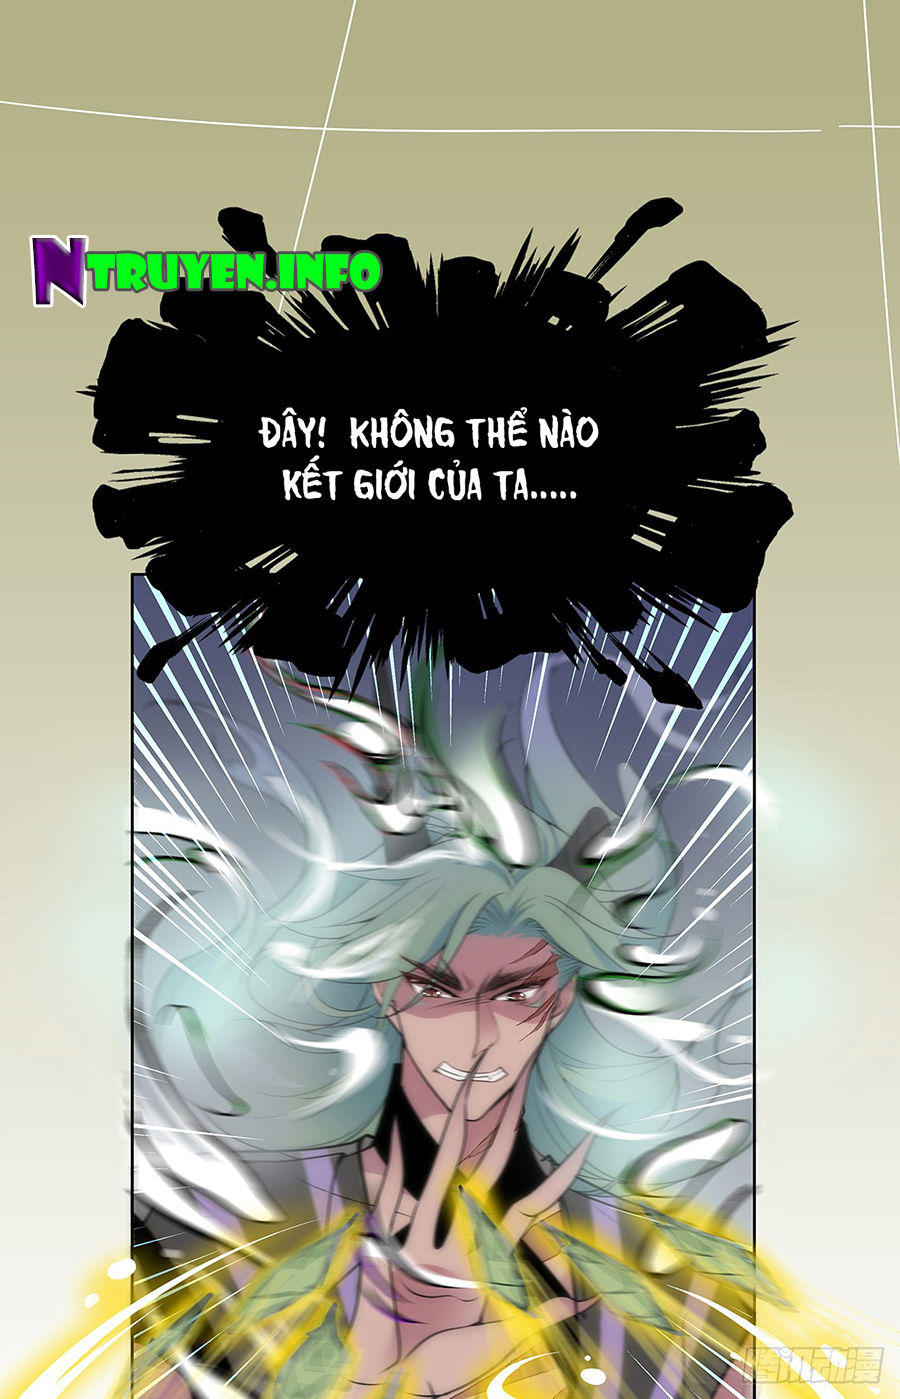 NTRUYEN.INFO
ĐÂY! KHÔNG THỂ NÀO
KẾT GIỚI CỦA TA.....